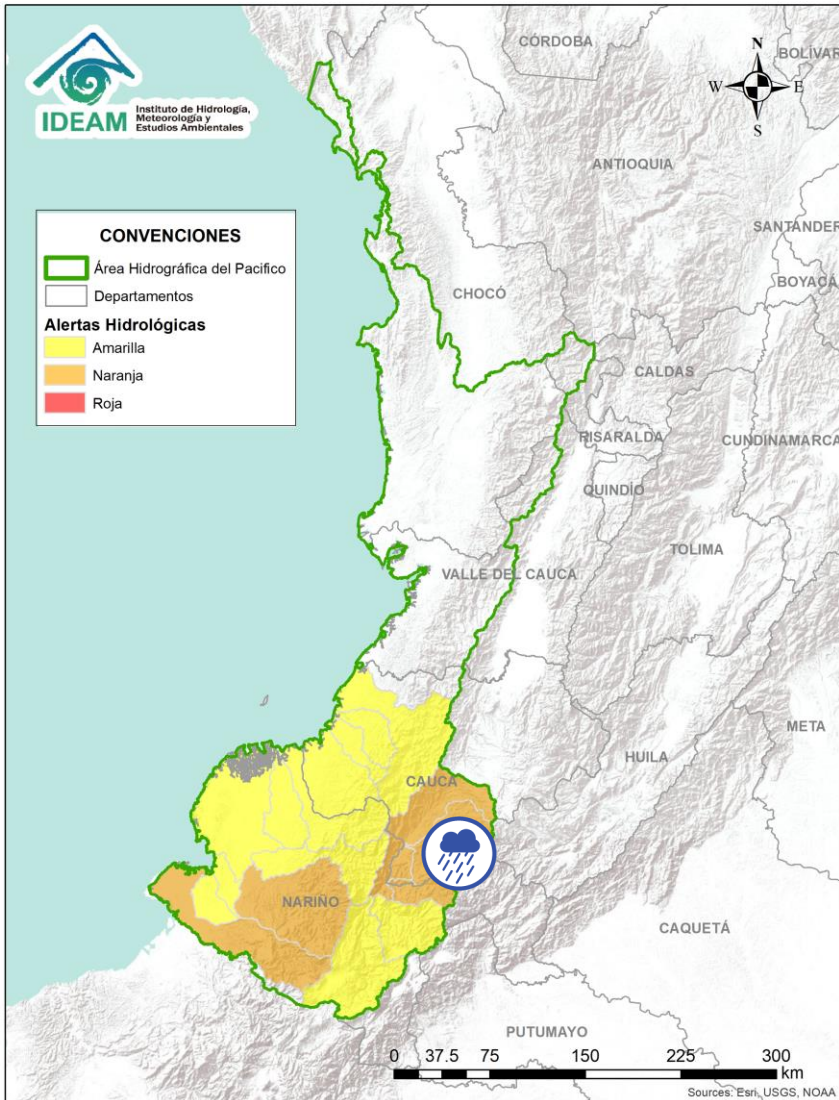 IDEAM
Instituto de Hidrología,
Meteorología y
Estudios Ambientales
CÓRDOBA
BOLÍVAR
N
W
E
S
ANTIOQUIA
SANTANDER
BOYACÁ
CONVENCIONES
Área Hidrográfica del Pacifico
Departamentos
Alertas Hidrológicas
Amarilla
Naranja
Roja
CHOCÓ
CALDAS
RISARALDA
CUNDINAMARCA
QUINDÍO
TOLIMA
VALLE DEL CAUCA
META
HUILA
CAUCA
NARIÑO
CAQUETÁ
PUTUMAYO
0 37.5 75 150 225 300
km
Sources: Esri, USGS, NOAA